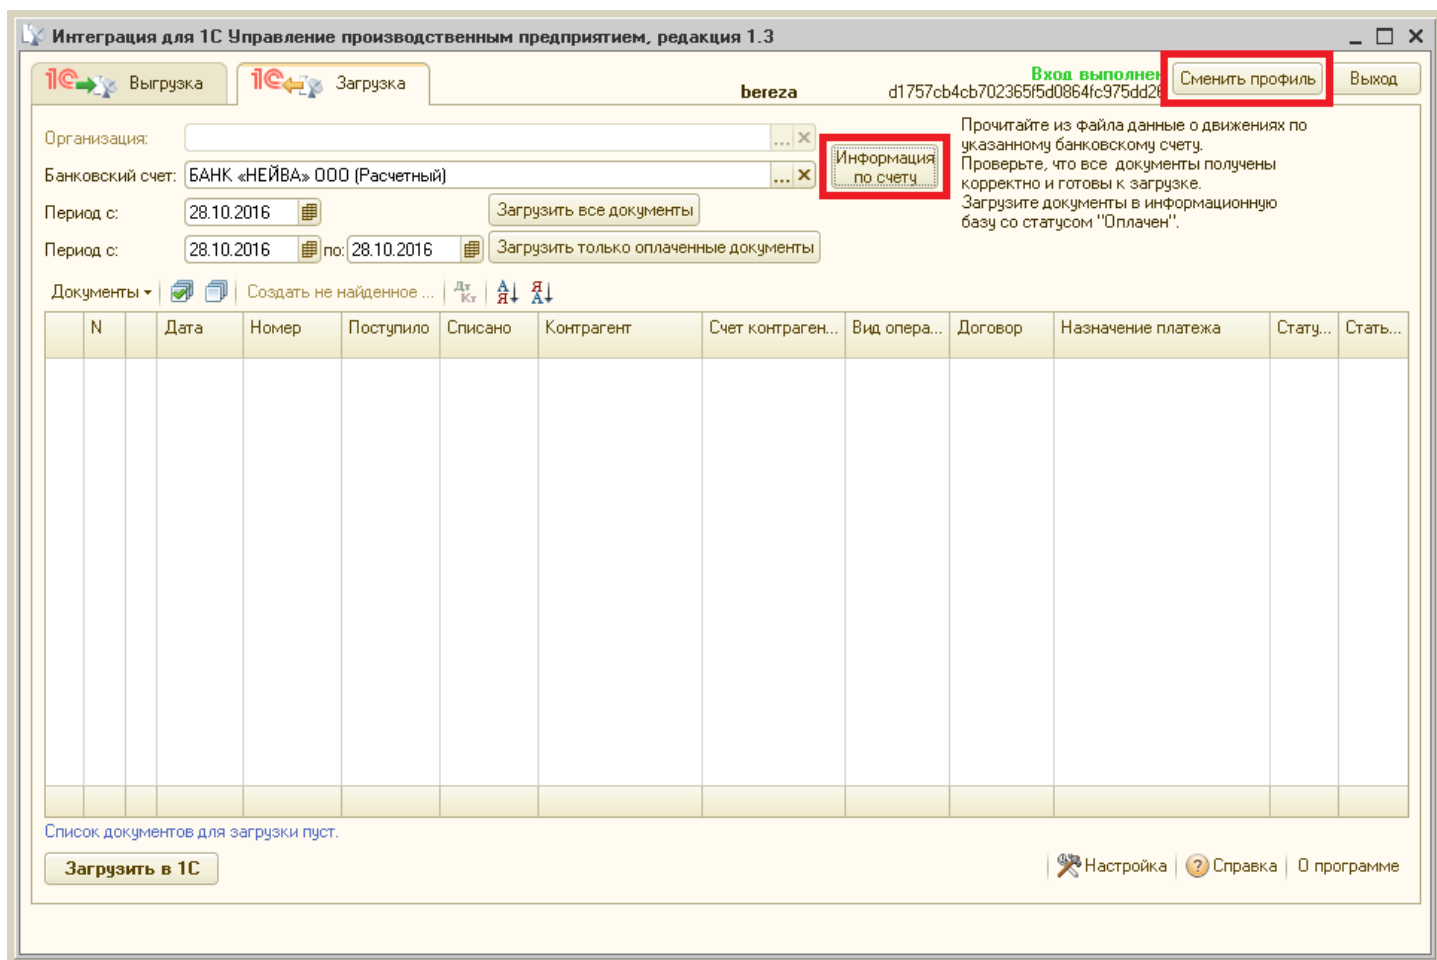 Интеграция для 1С Управление производственным предприятием, редакция 1.3
1С Выгрузка
1С Загрузка
bereza
Вход выполнен
d1757cb4cb702365f5d0864fc975dd26
Сменить профиль
Выход
Организация:
...
Банковский счет: БАНК «НЕЙВА» ООО (Расчетный)
...
Информация
по счету
Прочитайте из файла данные о движениях по
указанному банковскому счету.
Проверьте, что все документы получены
корректно и готовы к загрузке.
Загрузите документы в информационную
базу со статусом "Оплачен".
Период с: 28.10.2016
Загрузить все документы
Период с: 28.10.2016 по: 28.10.2016
Загрузить только оплаченные документы
Документы
Создать не найденное ...
Дт
Кт
А
Я
Я
А
N Дата Номер Поступило Списано Контрагент Счет контраген... Вид опера... Договор Назначение платежа Стату... Стать...
Список документов для загрузки пуст.
Загрузить в 1С
Настройка
? Справка
О программе